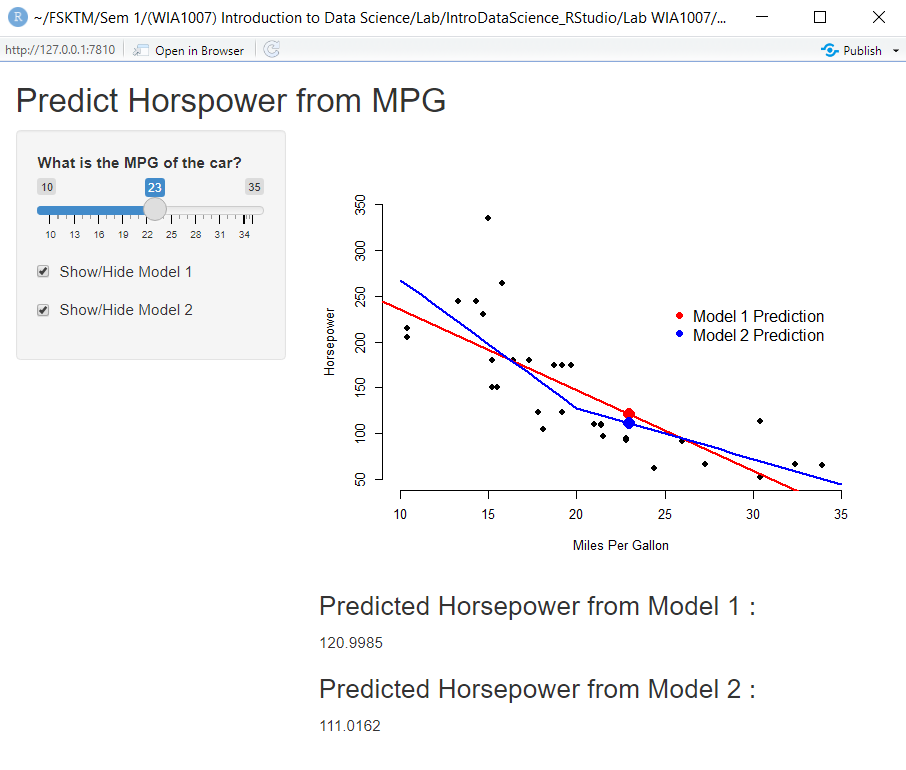 ~/FSKTM/Sem 1/(WIA1007) Introduction to Data Science/Lab/IntroDataScience_RStudio/Lab WIA1007/...
http://127.0.0.1:7810 Open in Browser Publish
Predict Horspower from MPG
What is the MPG of the car?
10 23 35
10 13 16 19 22 25 28 31 34
Show/Hide Model 1
Show/Hide Model 2
350
300
250
200
150
100
50
Horsepower
Model 1 Prediction
Model 2 Prediction
10 15 20 25 30 35
Miles Per Gallon
Predicted Horsepower from Model 1 :
120.9985
Predicted Horsepower from Model 2 :
111.0162